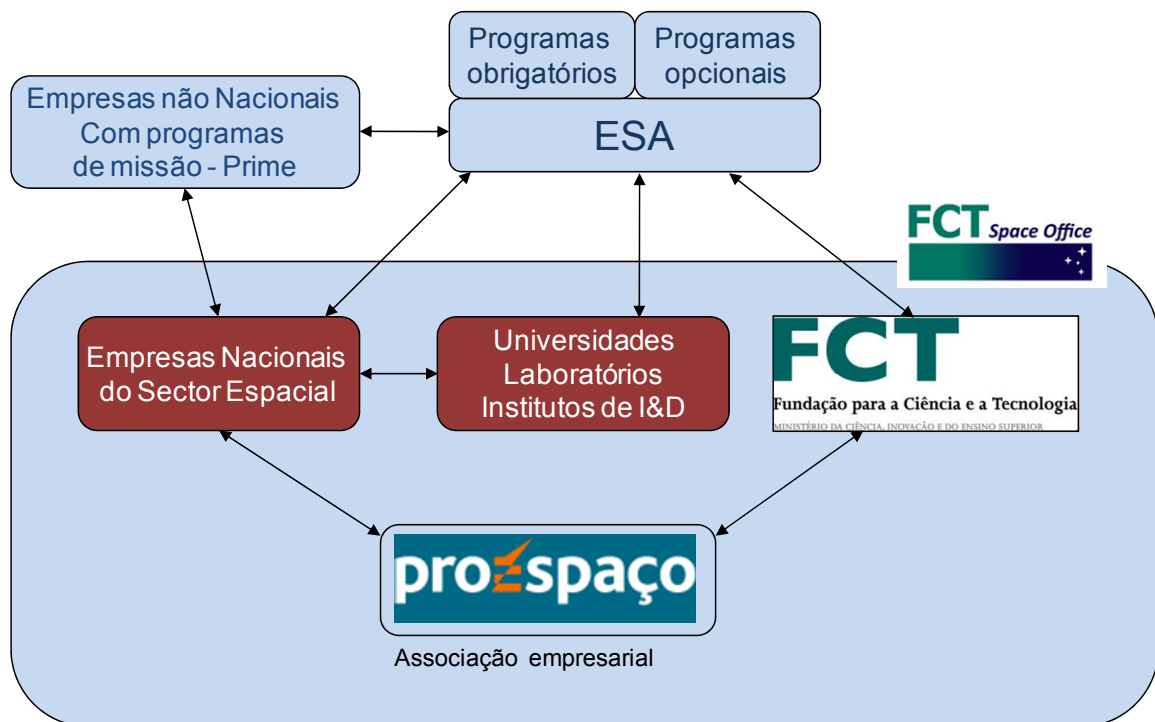 Programas
obrigatórios
Programas
opcionais
Empresas não Nacionais
Com programas
de missão - Prime
ESA
FCT Space Office
Empresas Nacionais
do Sector Espacial
Universidades
Laboratórios
Institutos de I&D
FCT
Fundação para a Ciência e a Tecnologia
MINISTÉRIO DA CIÊNCIA, INOVAÇÃO E DO ENSINO SUPERIOR
proEspaço
Associação empresarial